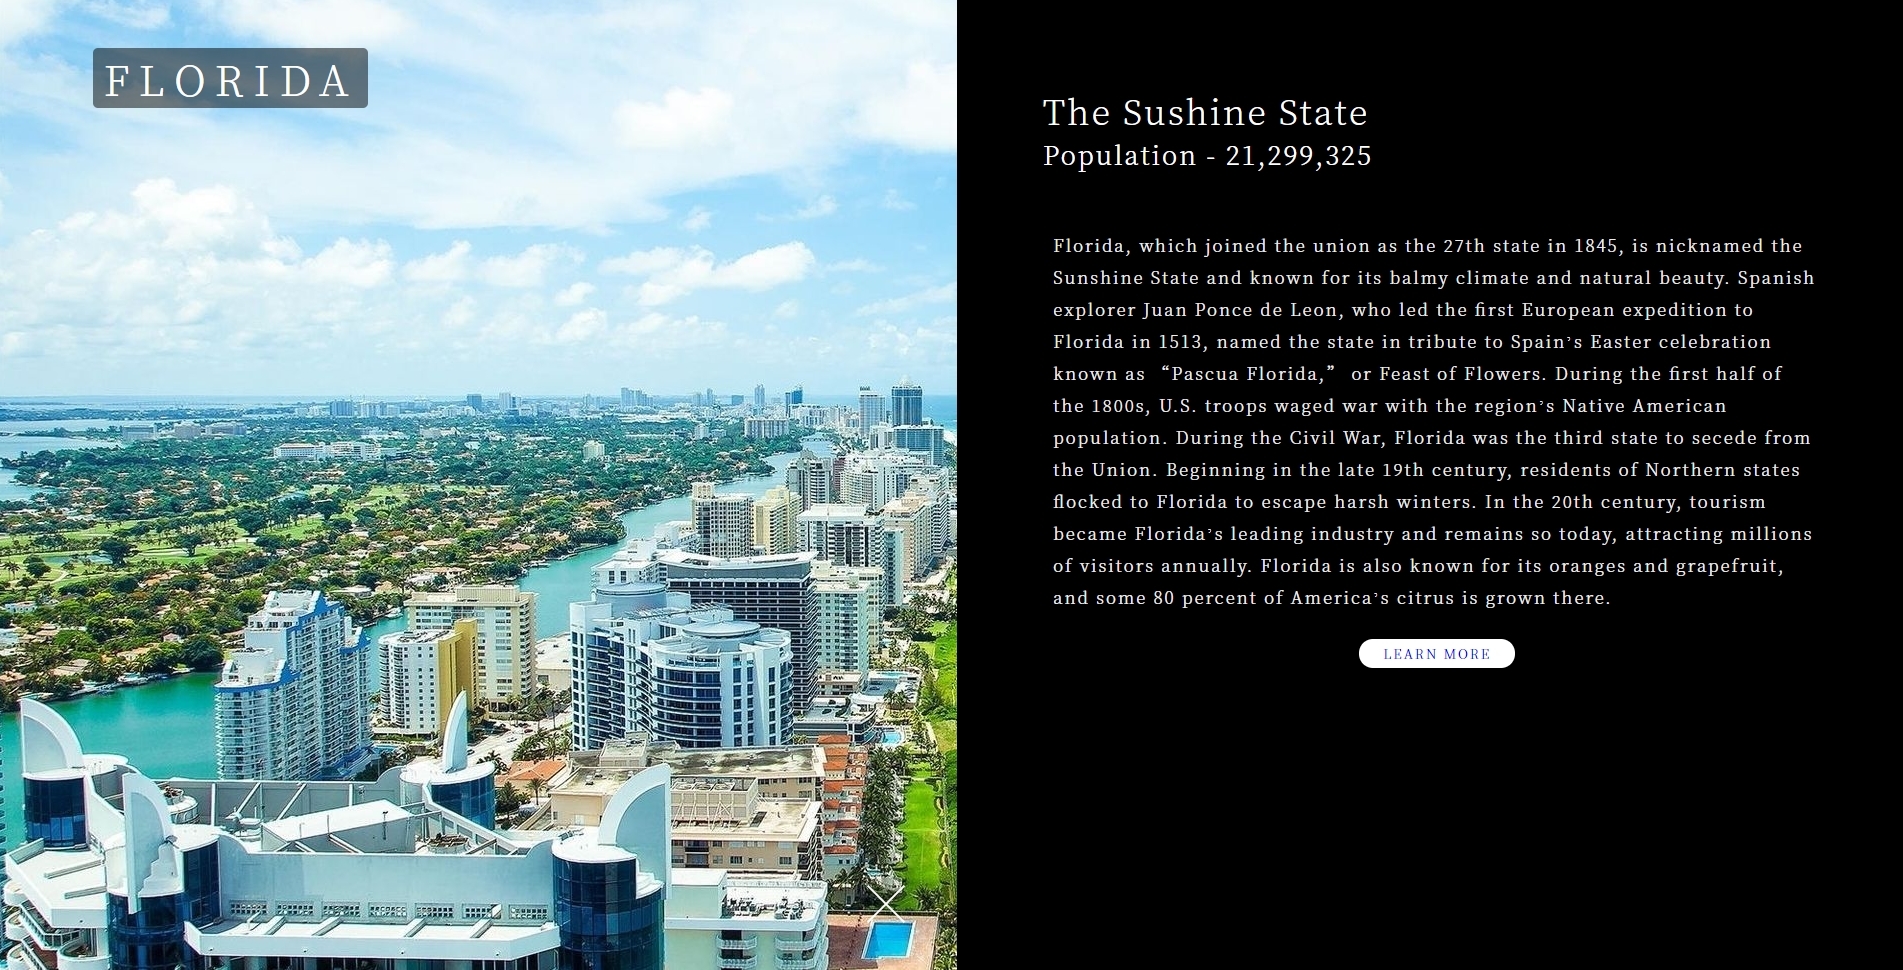 FLORIDA
The Sushine State
Population - 21,299,325
Florida, which joined the union as the 27th state in 1845, is nicknamed the
Sunshine State and known for its balmy climate and natural beauty. Spanish
explorer Juan Ponce de Leon, who led the first European expedition to
Florida in 1513, named the state in tribute to Spain’s Easter celebration
known as “Pascua Florida,” or Feast of Flowers. During the first half of
the 1800s, U.S. troops waged war with the region’s Native American
population. During the Civil War, Florida was the third state to secede from
the Union. Beginning in the late 19th century, residents of Northern states
flocked to Florida to escape harsh winters. In the 20th century, tourism
became Florida’s leading industry and remains so today, attracting millions
of visitors annually. Florida is also known for its oranges and grapefruit,
and some 80 percent of America’s citrus is grown there.
LEARN MORE